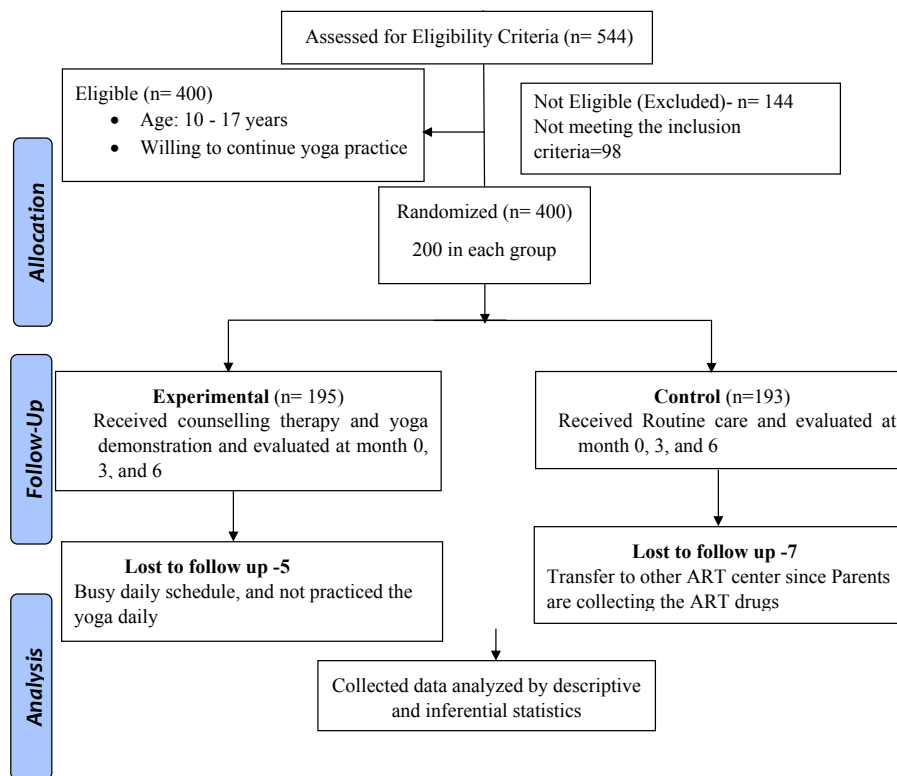 Assessed for Eligibility Criteria (n= 544)
Eligible (n= 400)
• Age: 10 - 17 years
• Willing to continue yoga practice
Not Eligible (Excluded)- n= 144
Not meeting the inclusion
criteria=98
Allocation
Randomized (n= 400)
200 in each group
Follow-Up
Experimental (n= 195)
Received counselling therapy and yoga
demonstration and evaluated at month 0,
3, and 6
Control (n=193)
Received Routine care and evaluated at
month 0, 3, and 6
Lost to follow up -5
Busy daily schedule, and not practiced the
yoga daily
Lost to follow up -7
Transfer to other ART center since Parents
are collecting the ART drugs
Analysis
Collected data analyzed by descriptive
and inferential statistics